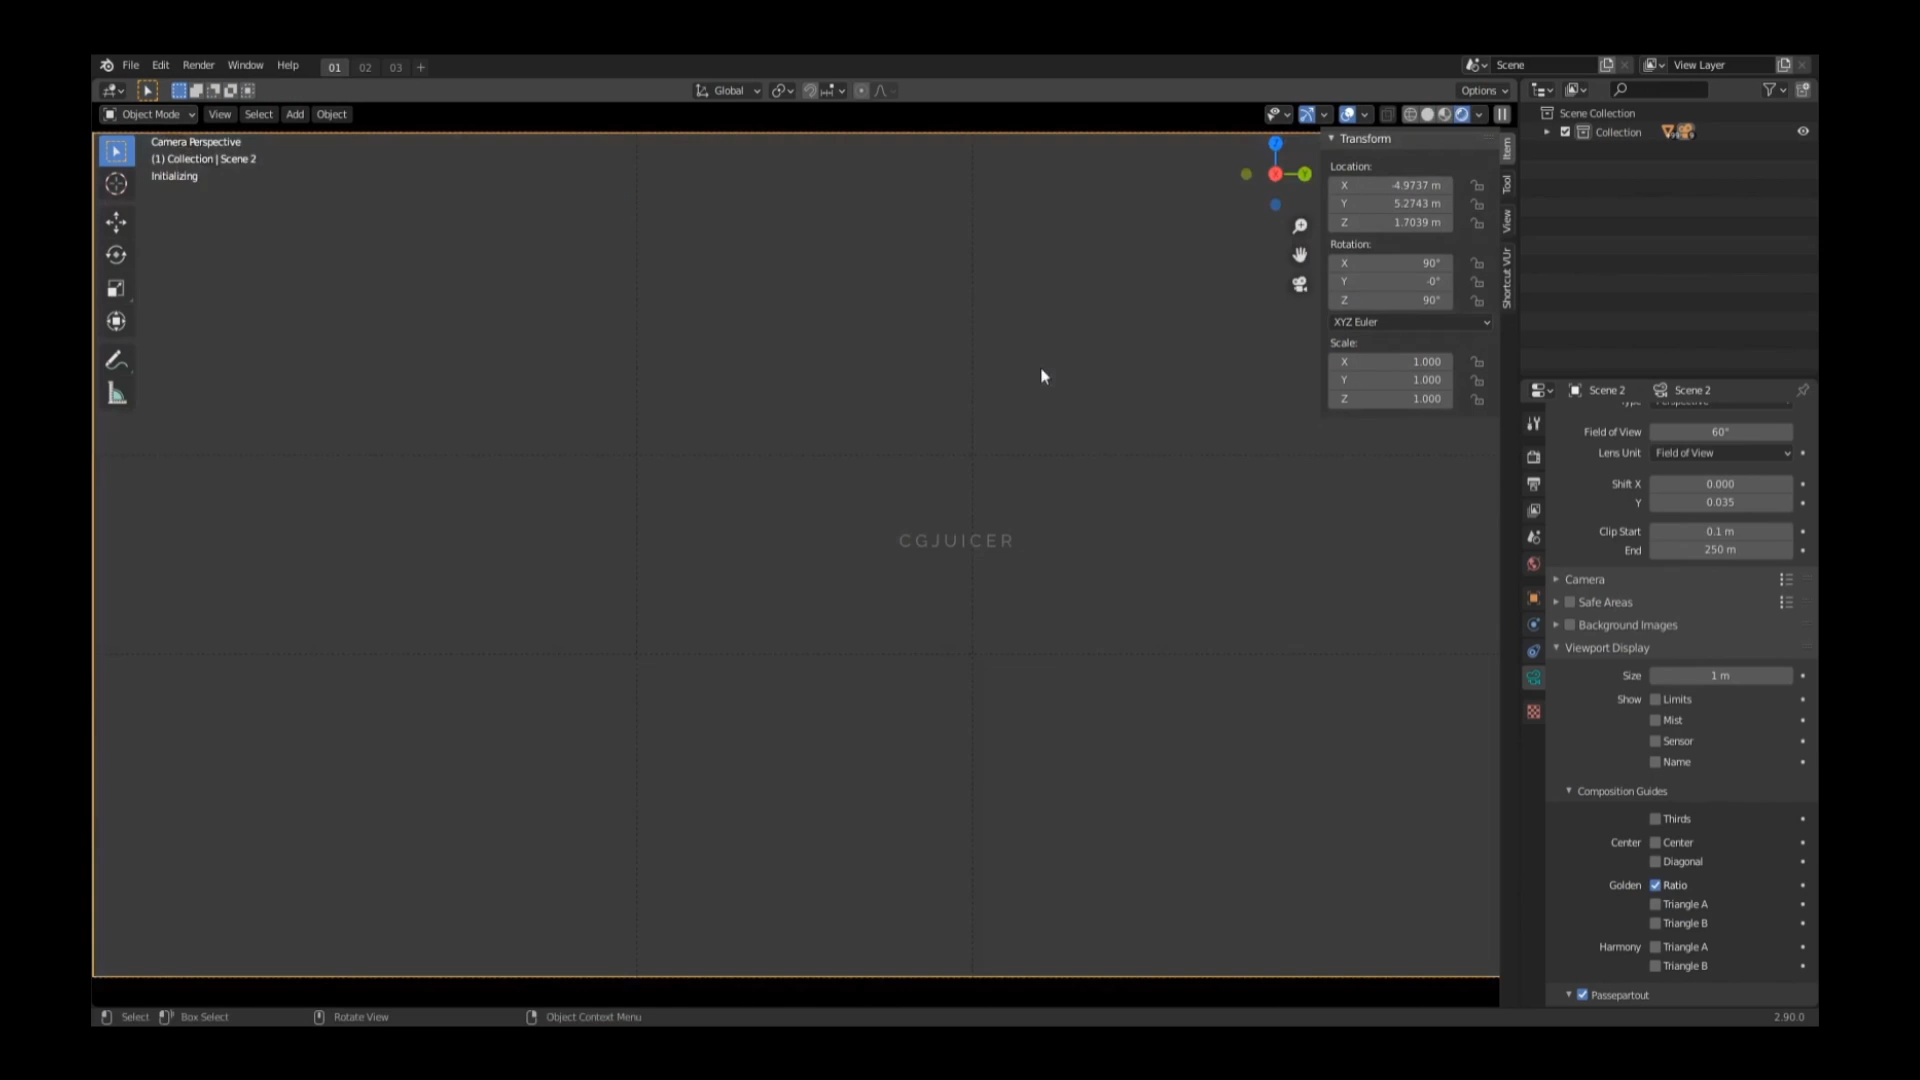 File Edit Render Window Help 01 02 03 +
Scene
View Layer
Global
Options
Object Mode View Select Add Object
Scene Collection
Collection
Camera Perspective
(1) Collection | Scene 2
Initializing
Transform
Location:
X -4.9737 m
Y 5.2743 m
Z 1.7039 m
Rotation:
X 90°
Y -0°
Z 90°
XYZ Euler
Scale:
X 1.000
Y 1.000
Z 1.000
Item
Tool
View
Shortcut VUr
Z
X
Y
CGJUICER
Scene 2 Scene 2
Type Perspective
Field of View 60°
Lens Unit Field of View
Shift X 0.000
Y 0.035
Clip Start 0.1 m
End 250 m
Camera
Safe Areas
Background Images
Viewport Display
Size 1 m
Show Limits
Mist
Sensor
Name
Composition Guides
Thirds
Center Center
Diagonal
Golden Ratio
Triangle A
Triangle B
Harmony Triangle A
Triangle B
Passepartout
Select Box Select Rotate View Object Context Menu 2.90.0